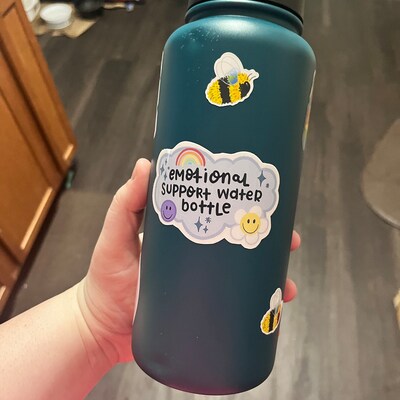 emotional
support water
bottle